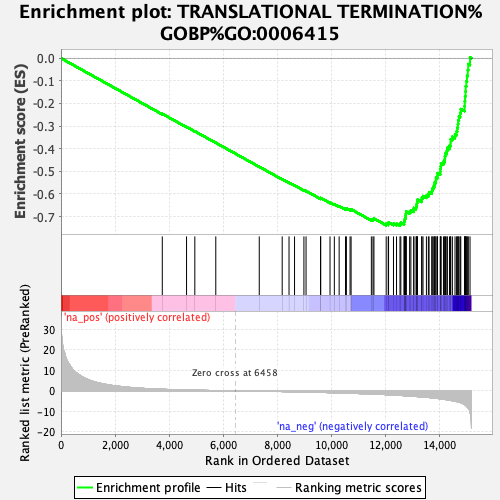 Enrichment plot: TRANSLATIONAL TERMINATION%
GOBP%GO:0006415
Enrichment score (ES)
0.0
-0.1
-0.2
-0.3
-0.4
-0.5
-0.6
-0.7
'na_pos' (positively correlated)
Ranked list metric (PreRanked)
30
20
10
0
-10
-20
Zero cross at 6458
'na_neg' (negatively correlated)
0
2,000
4,000
6,000
8,000
10,000
12,000
14,000
Rank in Ordered Dataset
Enrichment profile
Hits
Ranking metric scores